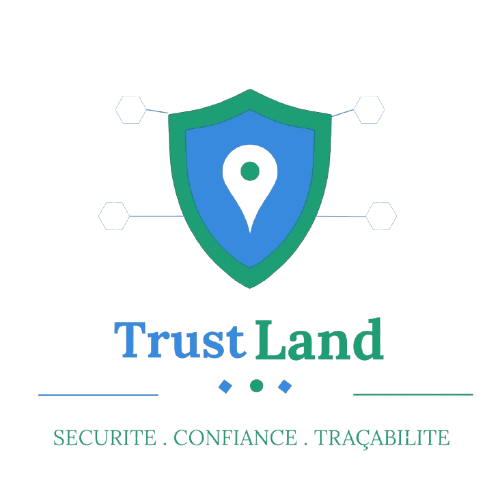 Trust Land
SECURITE . CONFIANCE . TRAÇABILITE